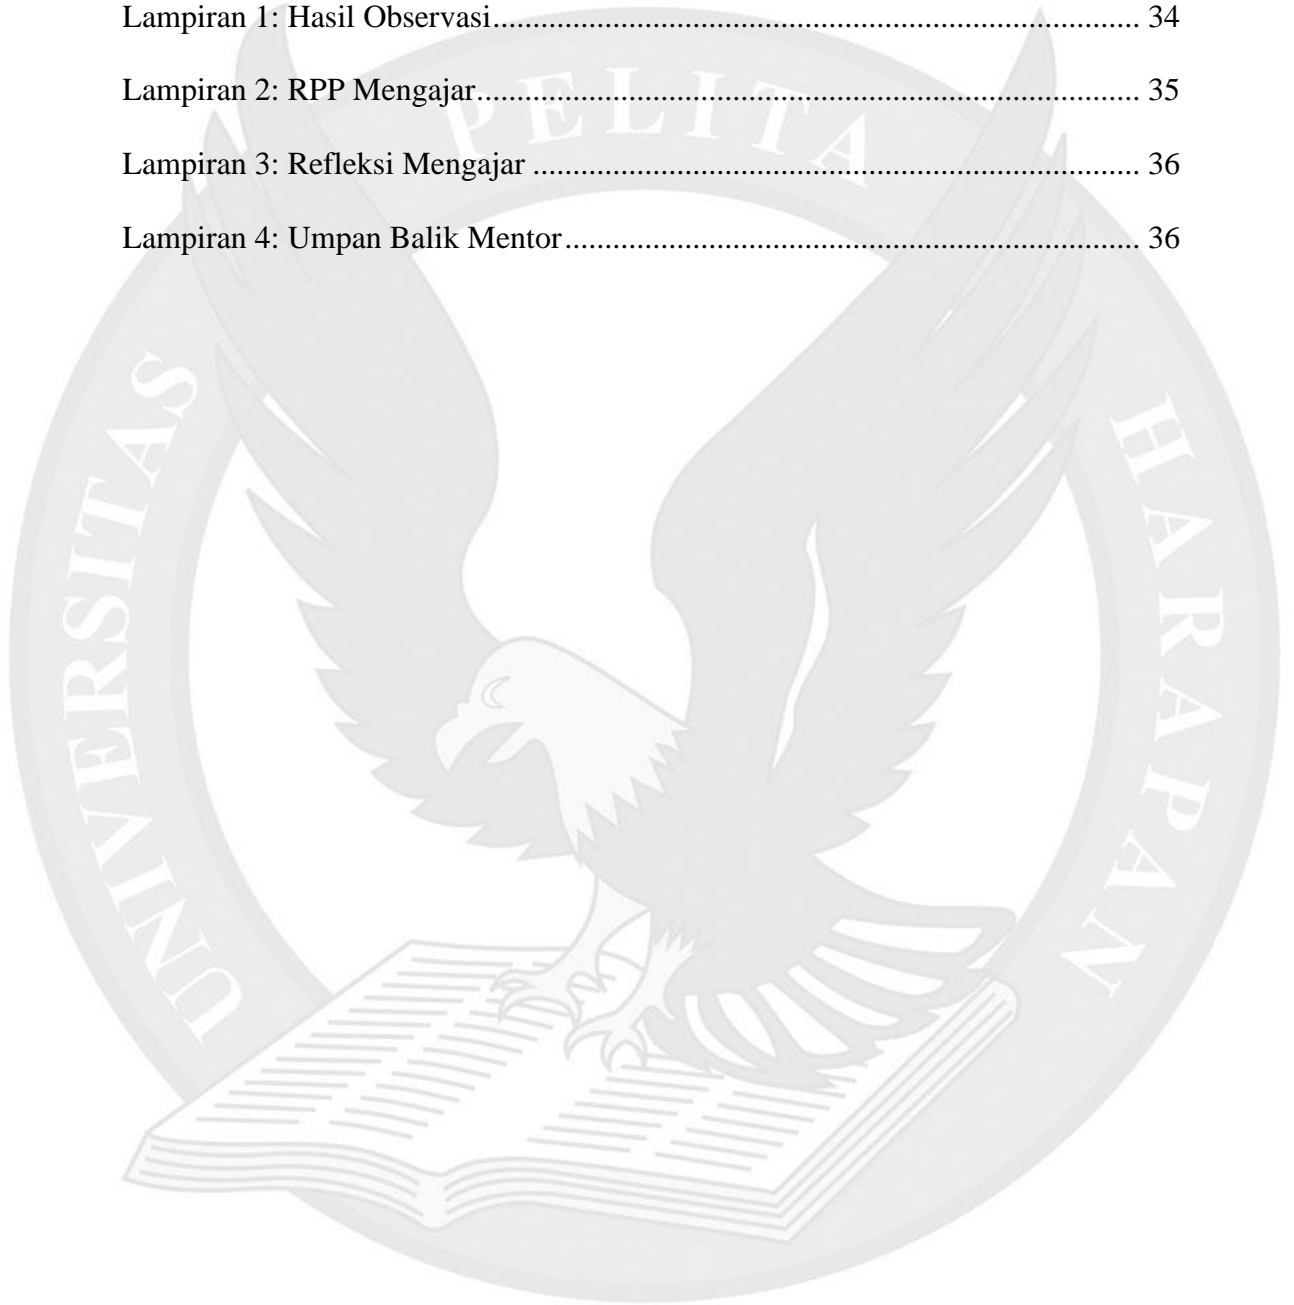 Lampiran 1: Hasil Observasi................................................................................ 34
Lampiran 2: RPP Mengajar.................................................................................. 35
Lampiran 3: Refleksi Mengajar ........................................................................... 36
Lampiran 4: Umpan Balik Mentor....................................................................... 36
UNIVERSITAS PELITA HARAPAN